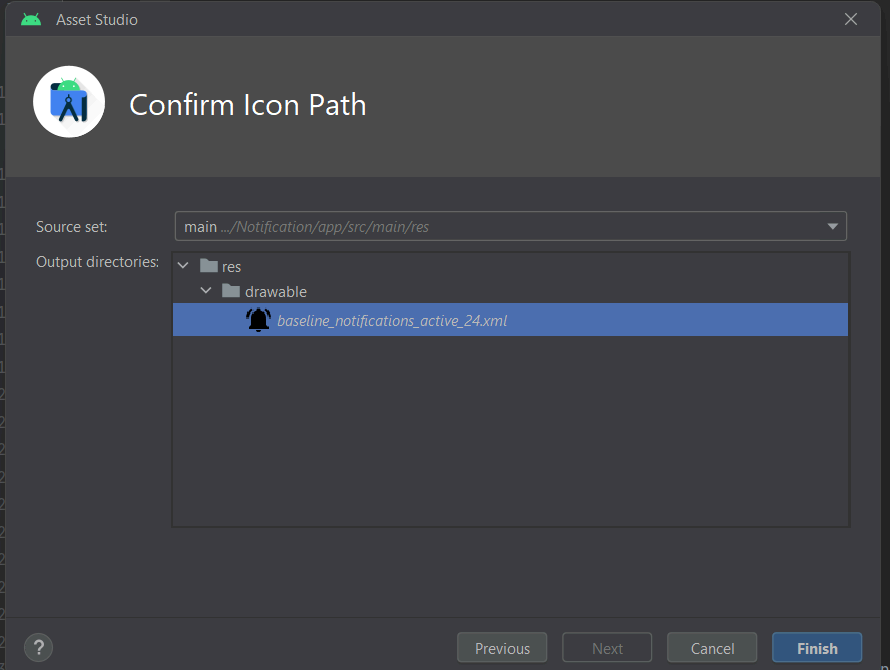 Asset Studio
Confirm Icon Path
Source set:
main .../Notification/app/src/main/res
Output directories:
res
drawable
baseline_notifications_active_24.xml
?
Previous
Next
Cancel
Finish